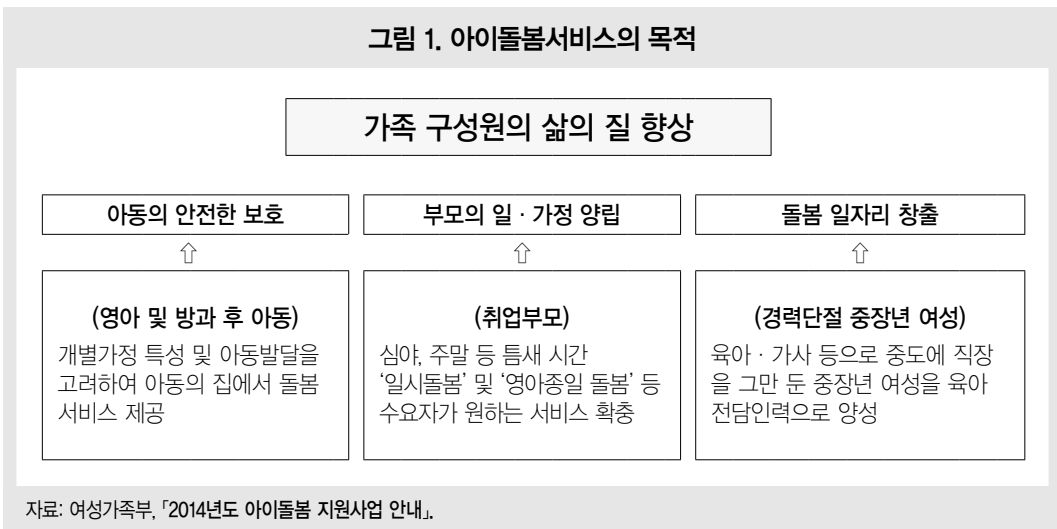 그림 1. 아이돌봄서비스의 목적
가족 구성원의 삶의 질 향상
아동의 안전한 보호
⇧
(영아 및 방과 후 아동)
개별가정 특성 및 아동발달을
고려하여 아동의 집에서 돌봄
서비스 제공
부모의 일 · 가정 양립
⇧
(취업부모)
심야, 주말 등 틈새 시간
‘일시돌봄’ 및 ‘영아종일 돌봄’ 등
수요자가 원하는 서비스 확충
돌봄 일자리 창출
⇧
(경력단절 중장년 여성)
육아 · 가사 등으로 중도에 직장
을 그만 둔 중장년 여성을 육아
전담인력으로 양성
자료: 여성가족부, 「2014년도 아이돌봄 지원사업 안내」.